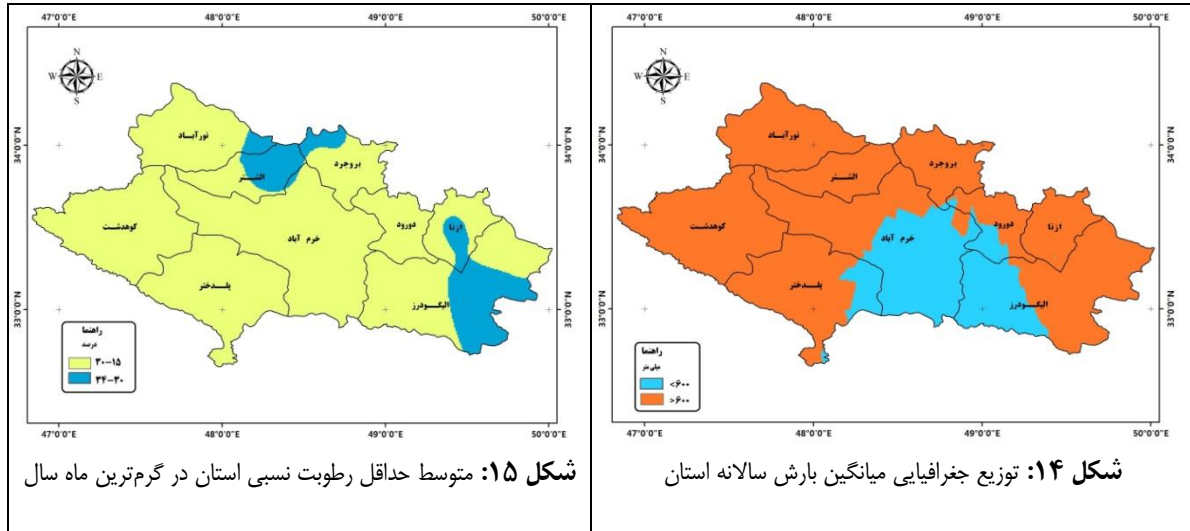 47°0'0"E 48°0'0"E 49°0'0"E 50°0'0"E
N
W E
S
34°0'0"N
34°0'0"N
نورآباد
بروجرد
الشتر
کوهدشت
خرم آباد
دورود
ازنا
پلدختر
الیگودرز
33°0'0"N
33°0'0"N
راهنما
میلی متر
<۶۰۰
>۶۰۰
47°0'0"E 48°0'0"E 49°0'0"E 50°0'0"E
شکل ۱۴: توزیع جغرافیایی میانگین بارش سالانه استان
47°0'0"E 48°0'0"E 49°0'0"E 50°0'0"E
N
W E
S
34°0'0"N
34°0'0"N
نورآباد
بروجرد
الشتر
کوهدشت
خرم آباد
دورود
ازنا
پلدختر
الیگودرز
33°0'0"N
33°0'0"N
راهنما
درصد
۳۰-۱۵
۳۴-۳۰
47°0'0"E 48°0'0"E 49°0'0"E 50°0'0"E
شکل ۱۵: متوسط حداقل رطوبت نسبی استان در گرم‌ترین ماه سال